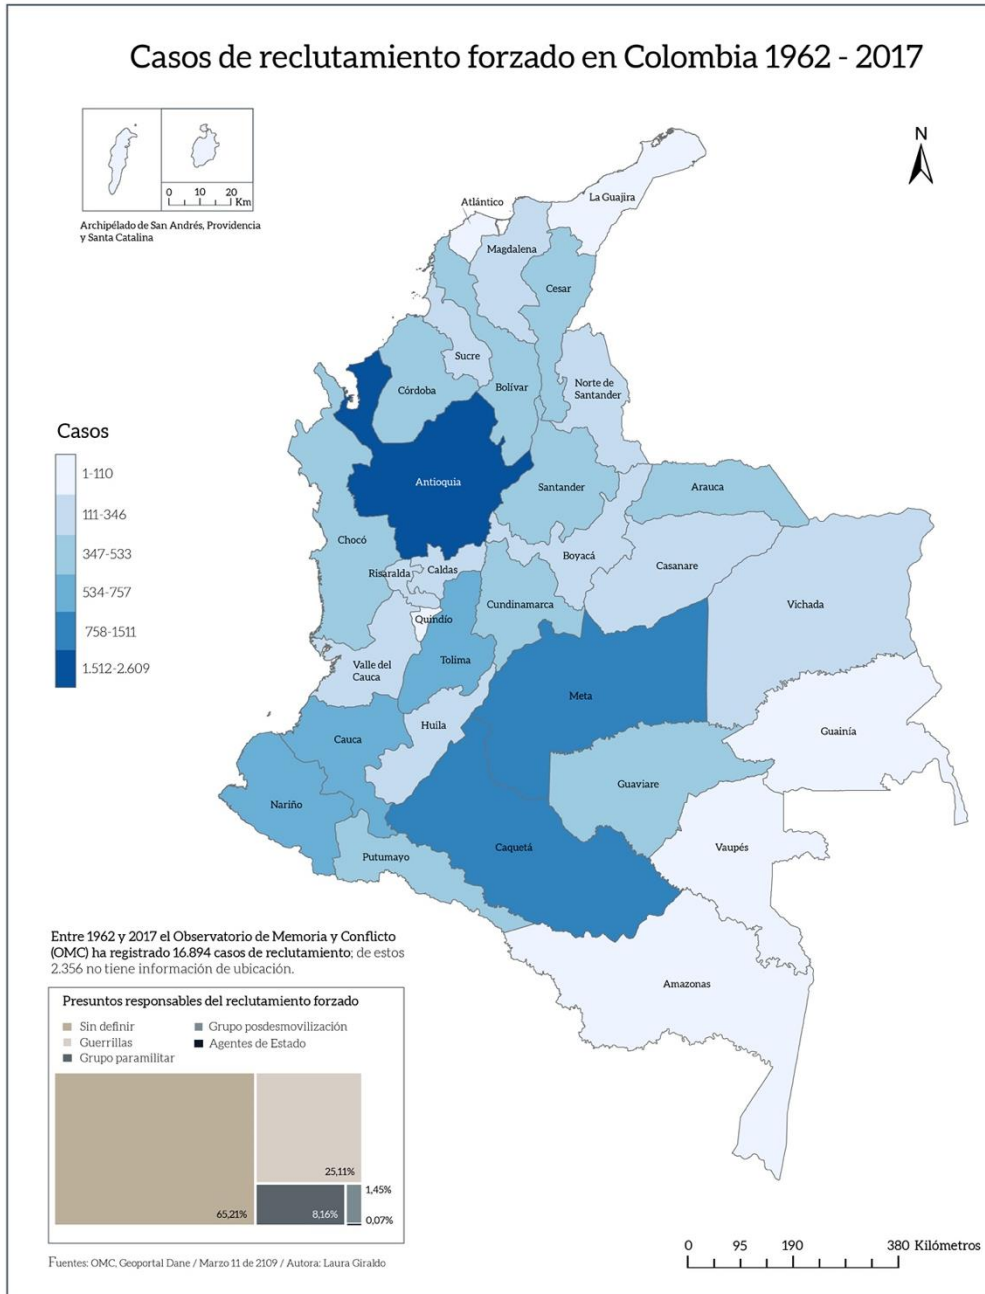 Casos de reclutamiento forzado en Colombia 1962 - 2017
N
0 10 20
Km
Archipélado de San Andrés, Providencia
y Santa Catalina
Atlántico
La Guajira
Magdalena
Cesar
Sucre
Córdoba
Bolívar
Norte de
Santander
Antioquia
Santander
Arauca
Chocó
Boyacá
Risaralda
Caldas
Casanare
Cundinamarca
Vichada
Quindío
Tolima
Valle del
Cauca
Meta
Huila
Cauca
Guainía
Guaviare
Nariño
Caquetá
Vaupés
Putumayo
Amazonas
Casos
1-110
111-346
347-533
534-757
758-1511
1.512-2.609
Entre 1962 y 2017 el Observatorio de Memoria y Conflicto
(OMC) ha registrado 16.894 casos de reclutamiento; de estos
2.356 no tiene información de ubicación.
Presuntos responsables del reclutamiento forzado
Sin definir
Guerrillas
Grupo paramilitar
Grupo posdesmovilización
Agentes de Estado
65,21%
25,11%
8,16%
1,45%
0,07%
Fuentes: OMC, Geoportal Dane / Marzo 11 de 2109 / Autora: Laura Giraldo
0 95 190 380 Kilómetros